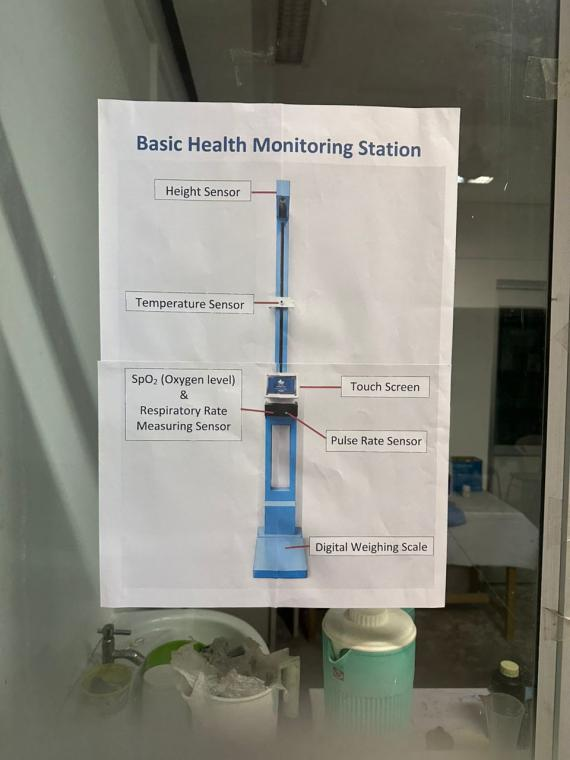 Basic Health Monitoring Station
Height Sensor
Temperature Sensor
SpO₂ (Oxygen level)
&
Respiratory Rate
Measuring Sensor
Touch Screen
Pulse Rate Sensor
Digital Weighing Scale